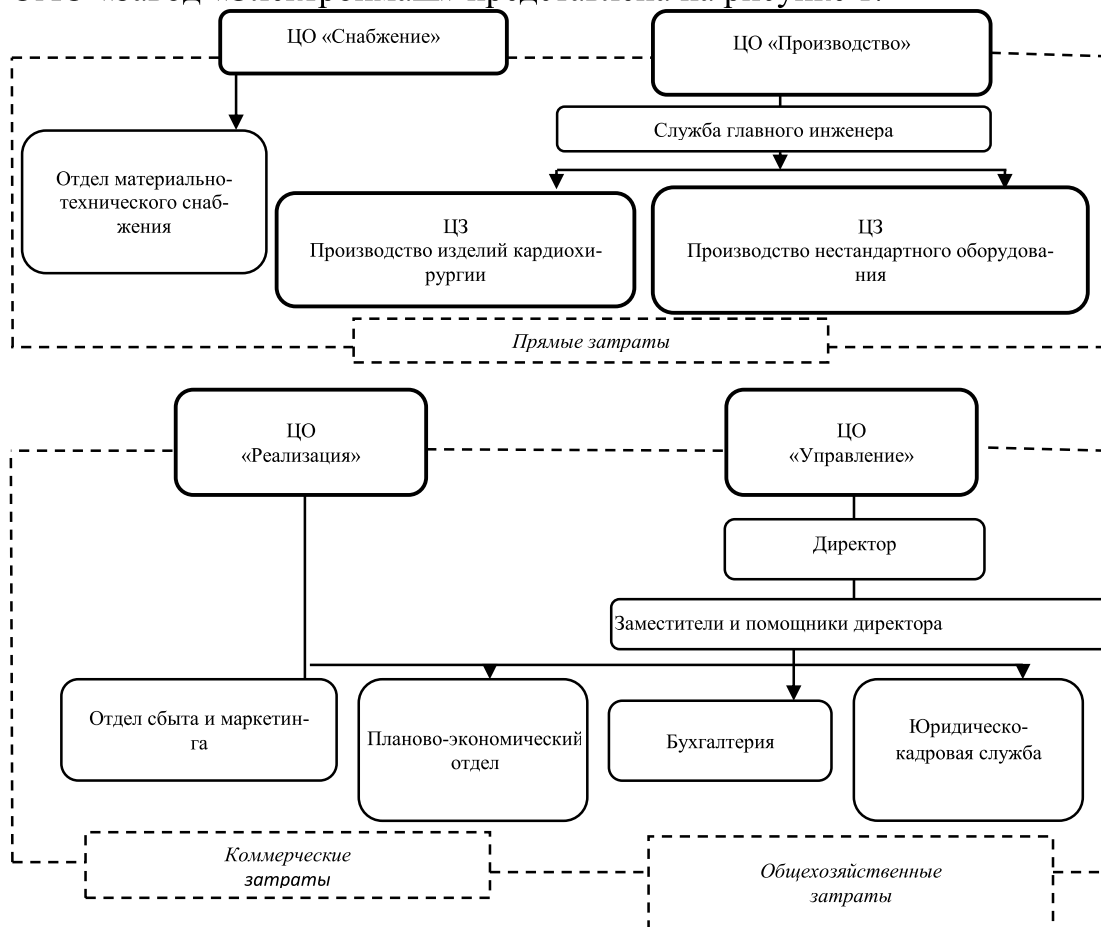 ЦО «Снабжение»
ЦО «Производство»
Служба главного инженера
Отдел материально-
технического снаб-
жения
ЦЗ
Производство изделий кардиохи-
рургии
ЦЗ
Производство нестандартного оборудова-
ния
Прямые затраты
ЦО
«Реализация»
ЦО
«Управление»
Директор
Заместители и помощники директора
Отдел сбыта и маркетин-
га
Планово-экономический
отдел
Бухгалтерия
Юридическо-
кадровая служба
Коммерческие
затраты
Общехозяйственные
затраты